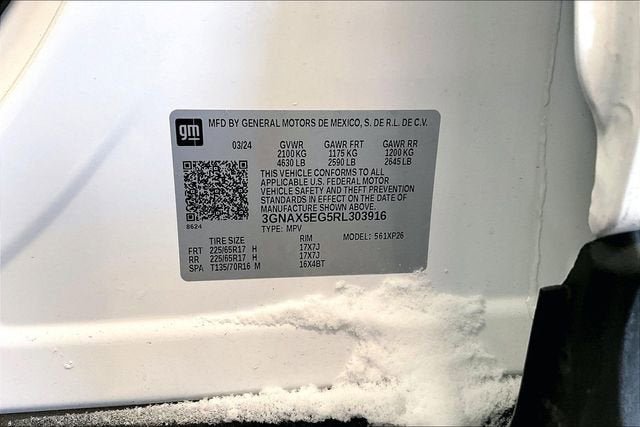 gm
MFD BY GENERAL MOTORS DE MEXICO, S. DE R.L. DE C.V.
03/24 GVWR GAWR FRT GAWR RR
2100 KG 1175 KG 1200 KG
4630 LB 2590 LB 2645 LB
THIS VEHICLE CONFORMS TO ALL
APPLICABLE U.S. FEDERAL MOTOR
VEHICLE SAFETY AND THEFT PREVENTION
STANDARDS IN EFFECT ON THE DATE OF
MANUFACTURE SHOWN ABOVE.
3GNAX5EG5RL303916
8624 TYPE: MPV MODEL: 561XP26
TIRE SIZE RIM
FRT 225/65R17 H 17X7J
RR 225/65R17 H 17X7J
SPA T135/70R16 M 16X4BT